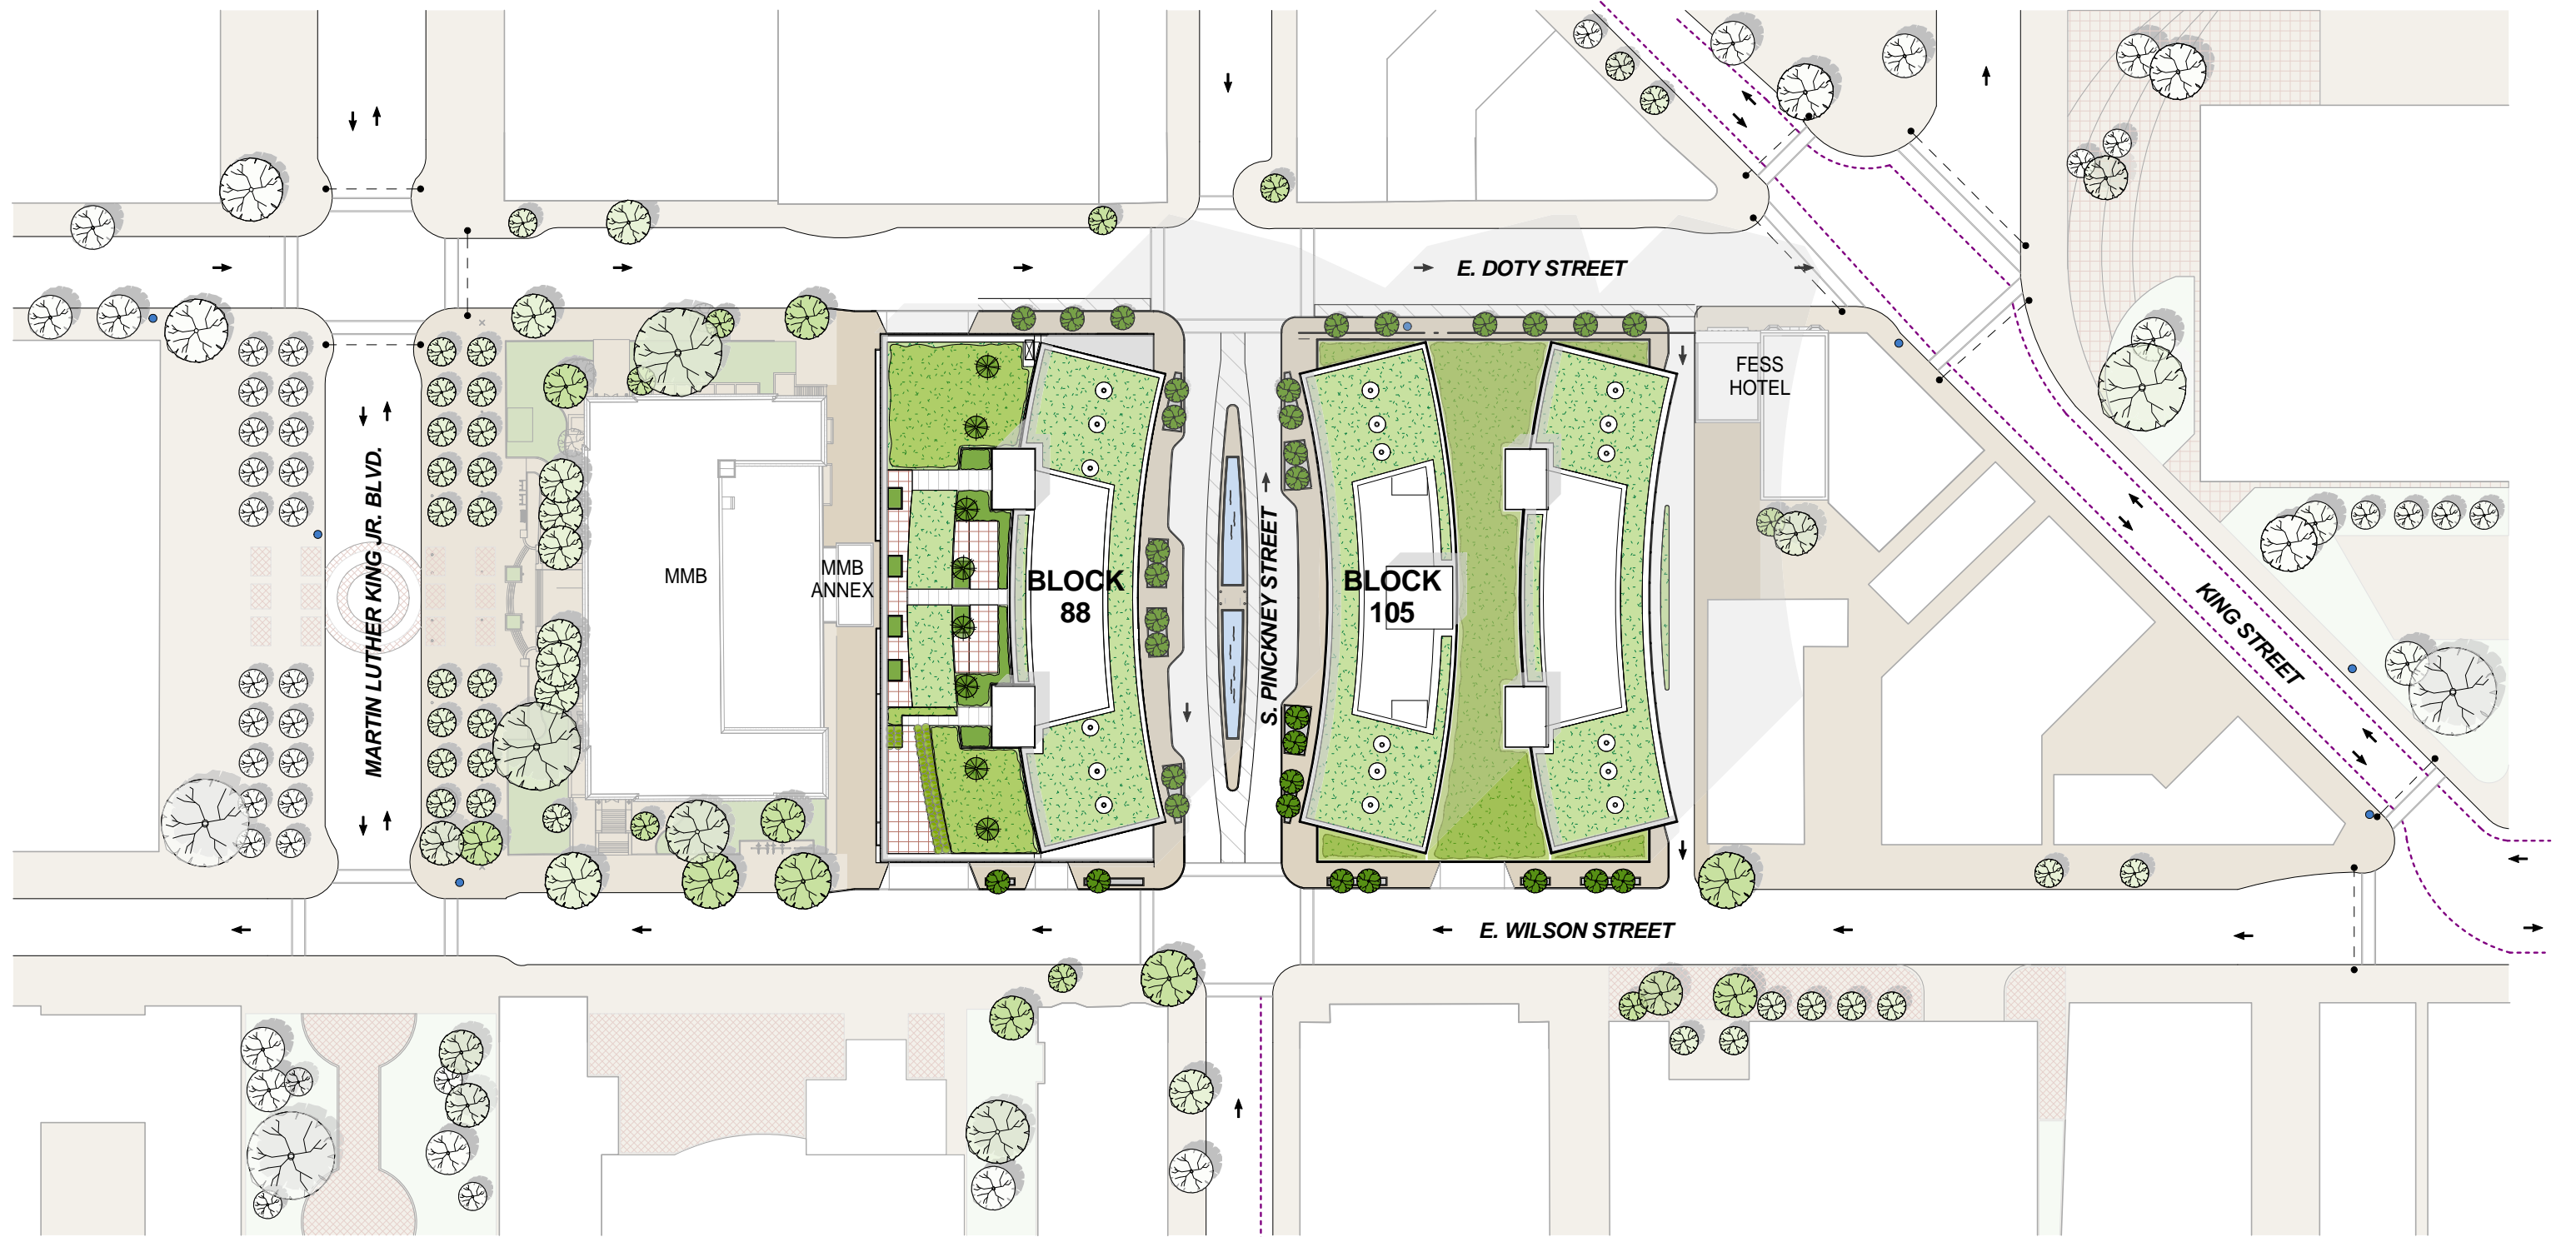 E. DOTY STREET
FESS
HOTEL
MARTIN LUTHER KING JR. BLVD.
MMB
MMB
ANNEX
BLOCK
88
S. PINCKNEY STREET
BLOCK
105
KING STREET
E. WILSON STREET